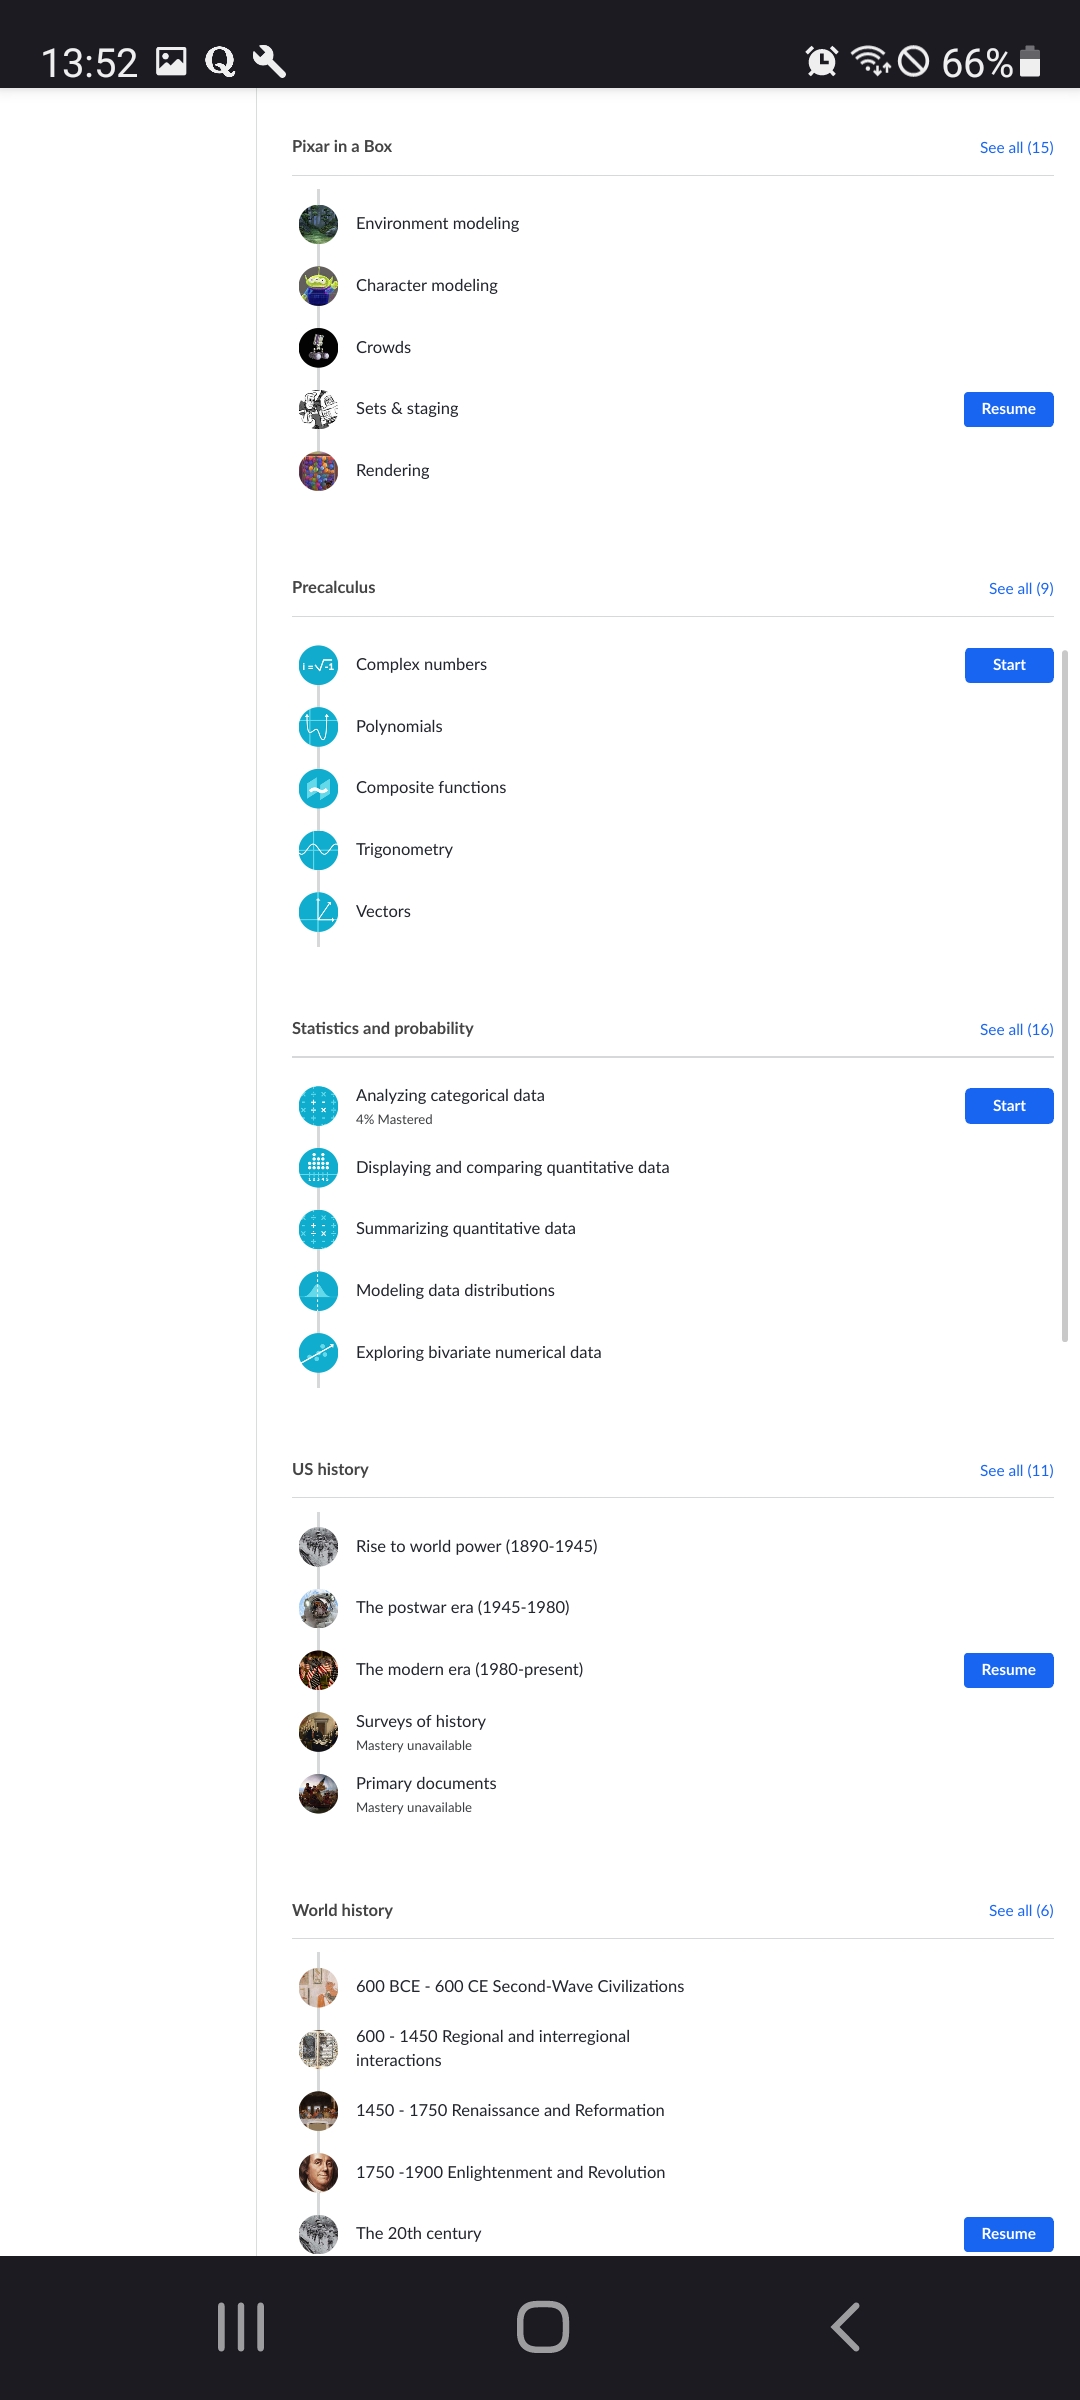 13:52
66%
Pixar in a Box
See all (15)
Environment modeling
Character modeling
Crowds
Sets & staging
Resume
Rendering
Precalculus
See all (9)
i = √-1
Complex numbers
Start
Polynomials
Composite functions
Trigonometry
Vectors
Statistics and probability
See all (16)
Analyzing categorical data
4% Mastered
Start
Displaying and comparing quantitative data
Summarizing quantitative data
Modeling data distributions
Exploring bivariate numerical data
US history
See all (11)
Rise to world power (1890-1945)
The postwar era (1945-1980)
The modern era (1980-present)
Resume
Surveys of history
Mastery unavailable
Primary documents
Mastery unavailable
World history
See all (6)
600 BCE - 600 CE Second-Wave Civilizations
600 - 1450 Regional and interregional
interactions
1450 - 1750 Renaissance and Reformation
1750 -1900 Enlightenment and Revolution
The 20th century
Resume